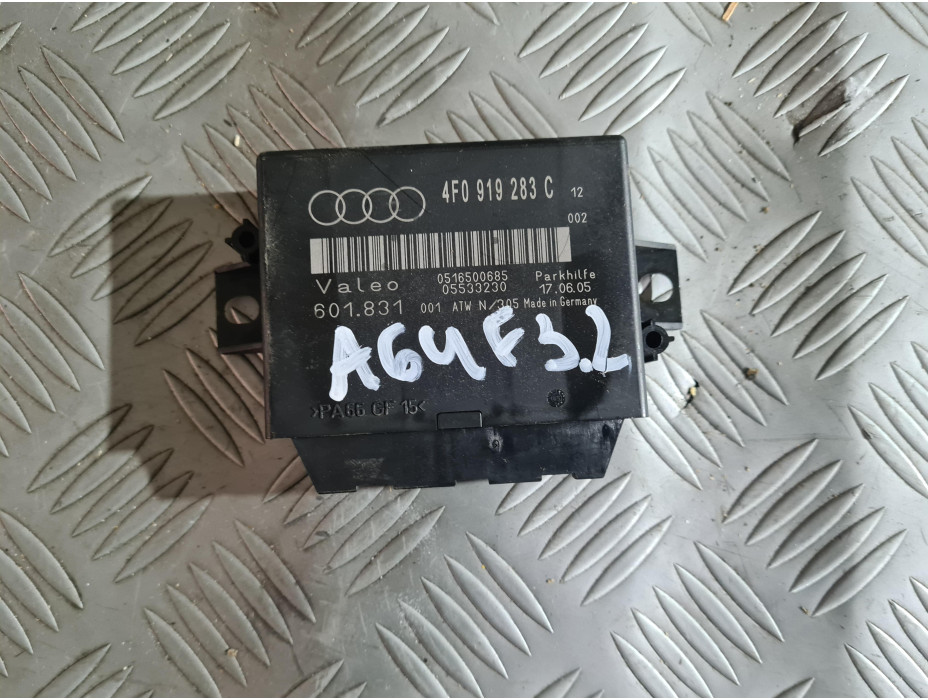 4F0 919 283 C 12
002
Valeo 0516500685 Parkhilfe
05533230 17.06.05
601.831 001 ATW N/305 Made in Germany
A64F3.2
>PA66 GF 15<